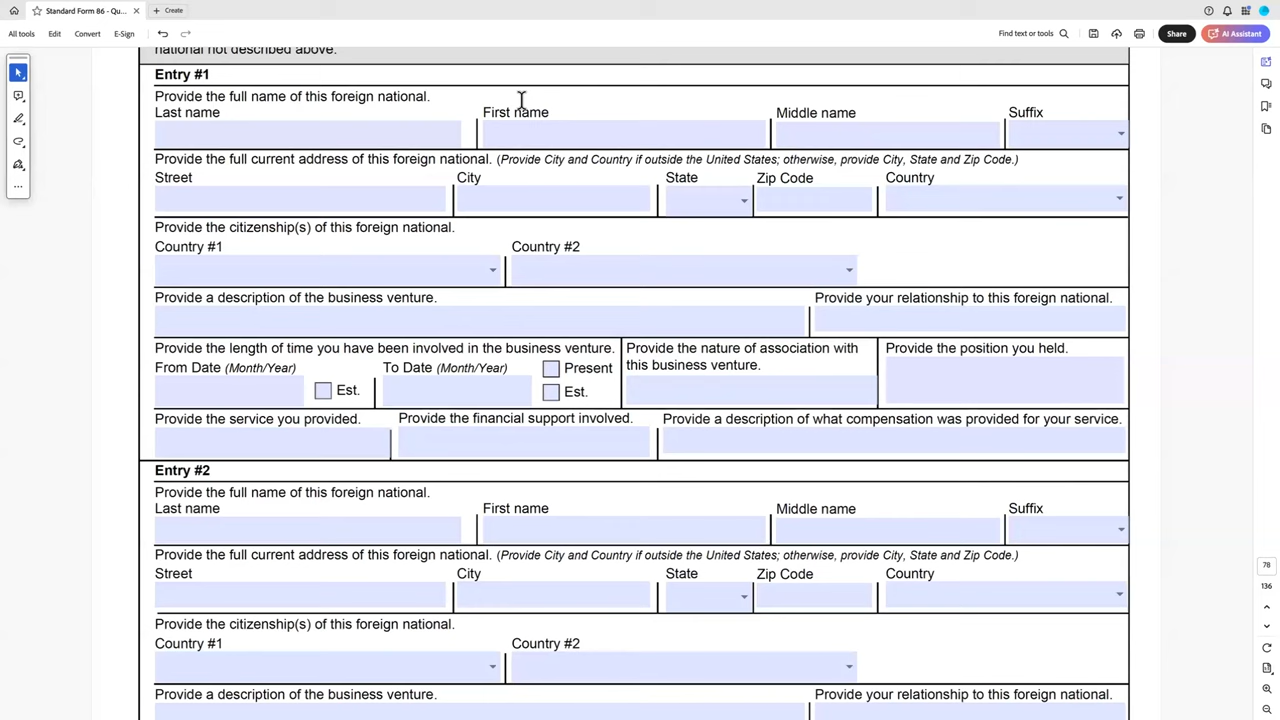 Standard Form 86 - Qu...
Create
All tools
Edit
Convert
E-Sign
Find text or tools
Share
AI Assistant
national not described above.
Entry #1
Provide the full name of this foreign national.
Last name First name Middle name Suffix
Provide the full current address of this foreign national. (Provide City and Country if outside the United States; otherwise, provide City, State and Zip Code.)
Street City State Zip Code Country
Provide the citizenship(s) of this foreign national.
Country #1 Country #2
Provide a description of the business venture. Provide your relationship to this foreign national.
Provide the length of time you have been involved in the business venture. Provide the nature of association with this business venture. Provide the position you held.
From Date (Month/Year) Est. To Date (Month/Year) Present Est.
Provide the service you provided. Provide the financial support involved. Provide a description of what compensation was provided for your service.
Entry #2
Provide the full name of this foreign national.
Last name First name Middle name Suffix
Provide the full current address of this foreign national. (Provide City and Country if outside the United States; otherwise, provide City, State and Zip Code.)
Street City State Zip Code Country
Provide the citizenship(s) of this foreign national.
Country #1 Country #2
Provide a description of the business venture. Provide your relationship to this foreign national.
78
136